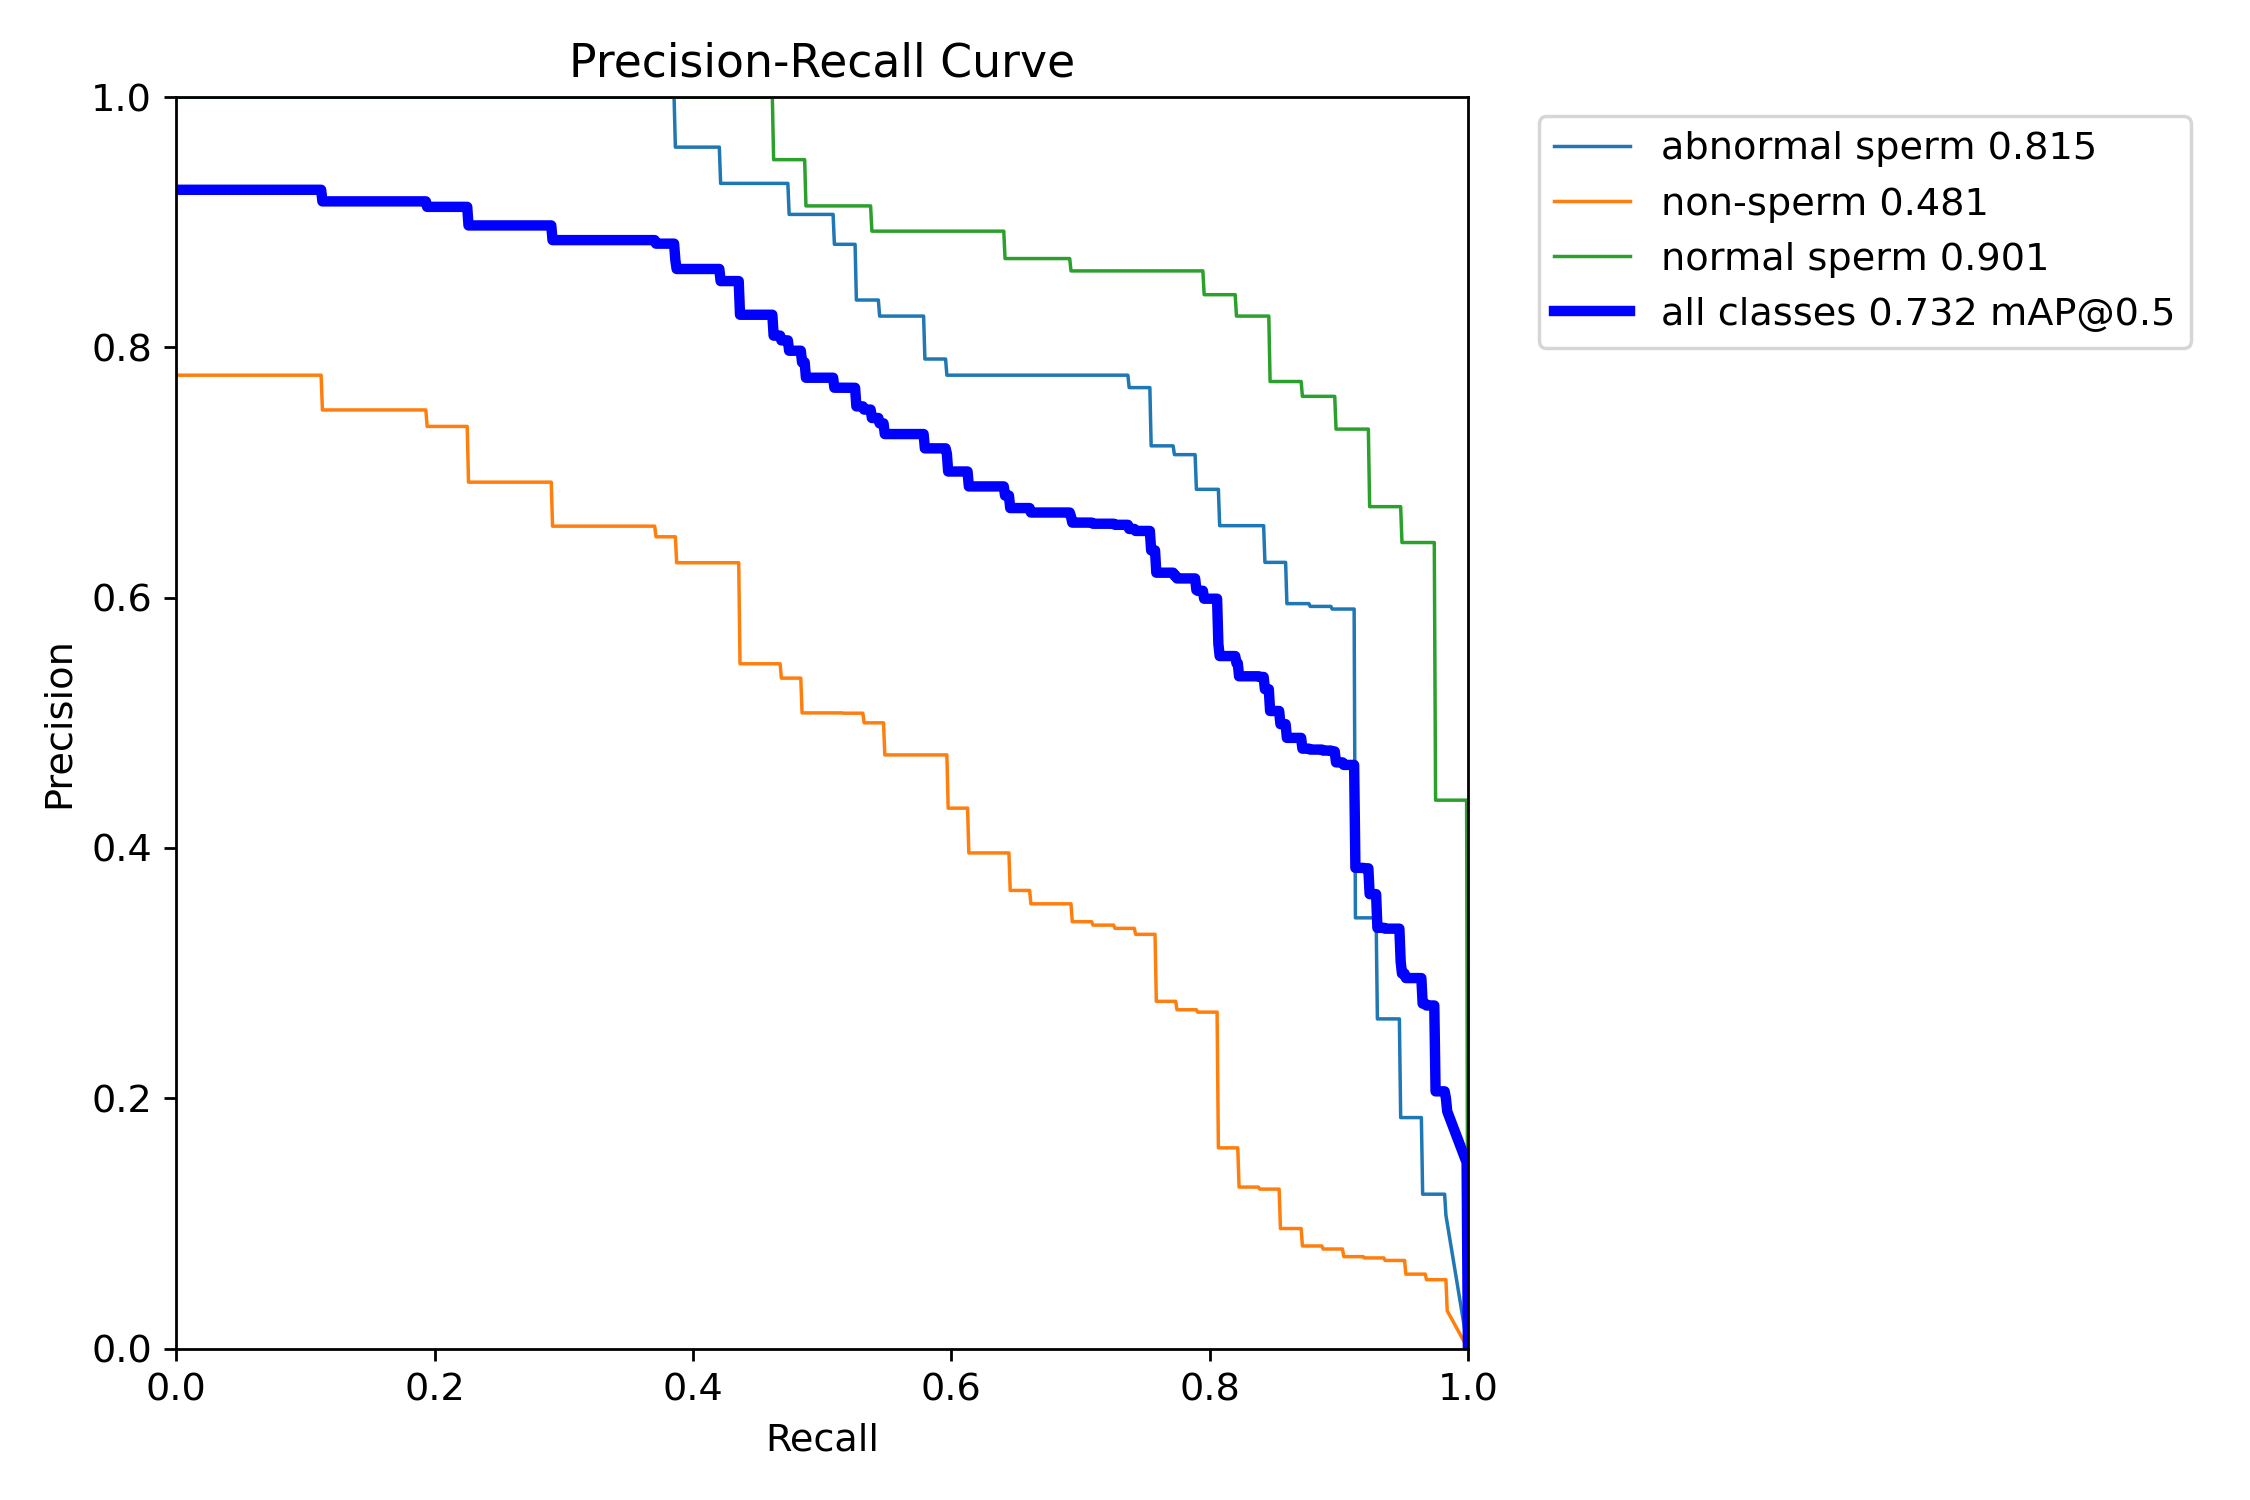 Precision-Recall Curve
1.0
0.8
0.6
0.4
0.2
0.0
Precision
0.0 0.2 0.4 0.6 0.8 1.0
Recall
abnormal sperm 0.815
non-sperm 0.481
normal sperm 0.901
all classes 0.732 mAP@0.5